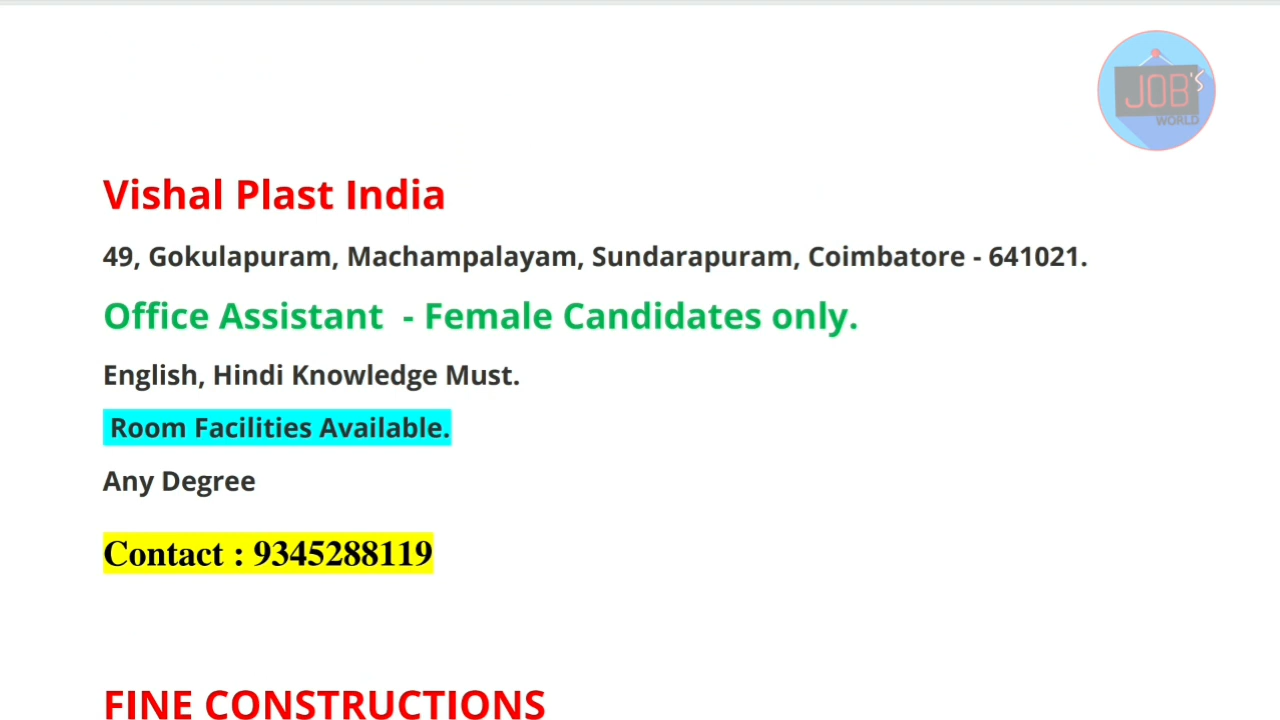 JOB'S
WORLD
Vishal Plast India
49, Gokulapuram, Machampalayam, Sundarapuram, Coimbatore - 641021.
Office Assistant - Female Candidates only.
English, Hindi Knowledge Must.
Room Facilities Available.
Any Degree
Contact : 9345288119
FINE CONSTRUCTIONS